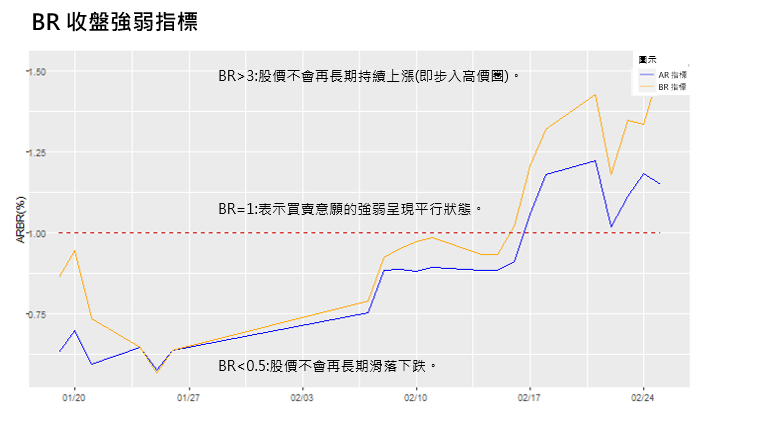 BR 收盤強弱指標
BR>3:股價不會再長期持續上漲(即步入高價圈)。
圖示
AR 指標
BR 指標
1.50
1.25
BR=1:表示買賣意願的強弱呈現平行狀態。
ARBR(%)
1.00
0.75
BR<0.5:股價不會再長期滑落下跌。
01/20 01/27 02/03 02/10 02/17 02/24